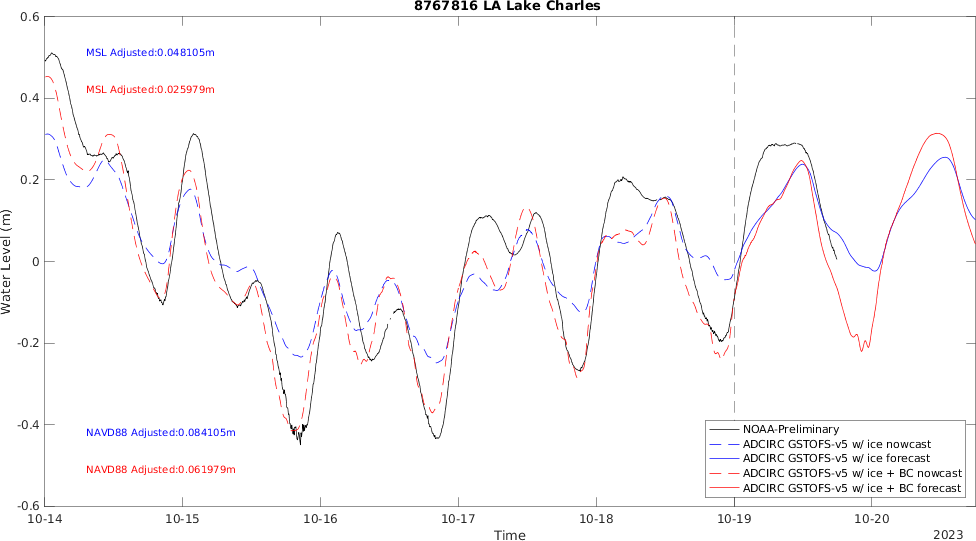 8767816 LA Lake Charles
0.6
0.4
0.2
0
-0.2
-0.4
-0.6
Water Level (m)
MSL Adjusted:0.048105m
MSL Adjusted:0.025979m
NAVD88 Adjusted:0.084105m
NAVD88 Adjusted:0.061979m
NOAA-Preliminary
ADCIRC GSTOFS-v5 w/ ice nowcast
ADCIRC GSTOFS-v5 w/ ice forecast
ADCIRC GSTOFS-v5 w/ ice + BC nowcast
ADCIRC GSTOFS-v5 w/ ice + BC forecast
10-14 10-15 10-16 10-17 10-18 10-19 10-20
Time
2023